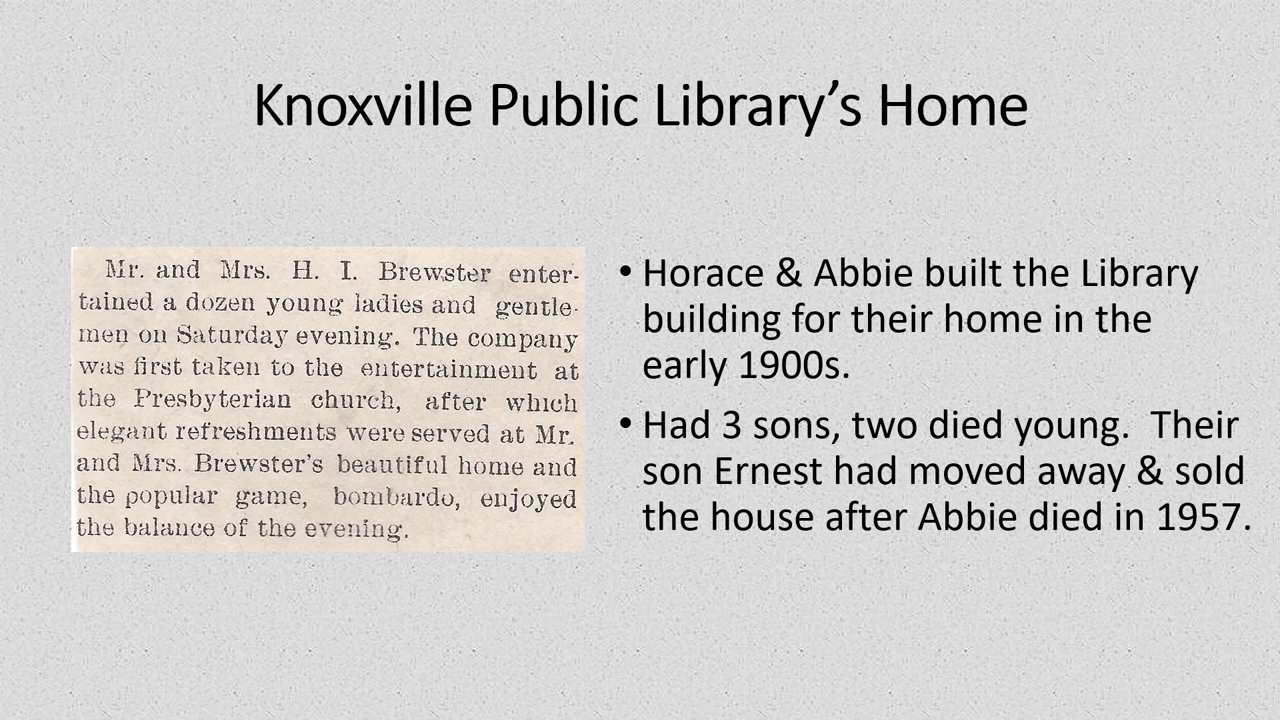 Knoxville Public Library’s Home
Mr. and Mrs. H. I. Brewster enter-
tained a dozen young ladies and gentle-
men on Saturday evening. The company
was first taken to the entertainment at
the Presbyterian church, after which
elegant refreshments were served at Mr.
and Mrs. Brewster's beautiful home and
the popular game, bombardo, enjoyed
the balance of the evening.
• Horace & Abbie built the Library
building for their home in the
early 1900s.
• Had 3 sons, two died young.  Their
son Ernest had moved away & sold
the house after Abbie died in 1957.